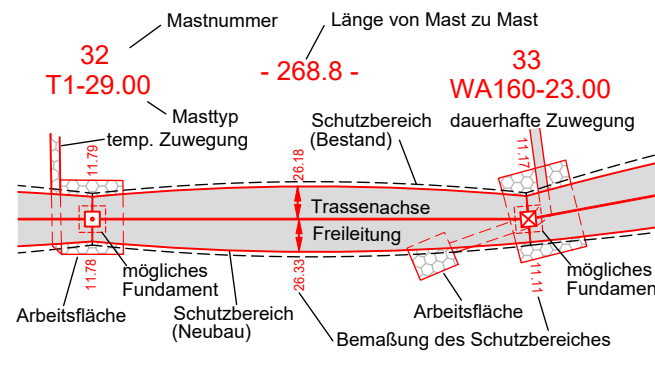 Mastnummer
Länge von Mast zu Mast
32
T1-29.00
- 268.8 -
33
WA160-23.00
Masttyp
temp. Zuwegung
Schutzbereich
(Bestand)
dauerhafte Zuwegung
11.79
26.18
11.17
Trassenachse
Freileitung
11.78
26.33
11.11
mögliches
Fundament
mögliches
Fundamen
Arbeitsfläche
Schutzbereich
(Neubau)
Arbeitsfläche
Bemaßung des Schutzbereiches